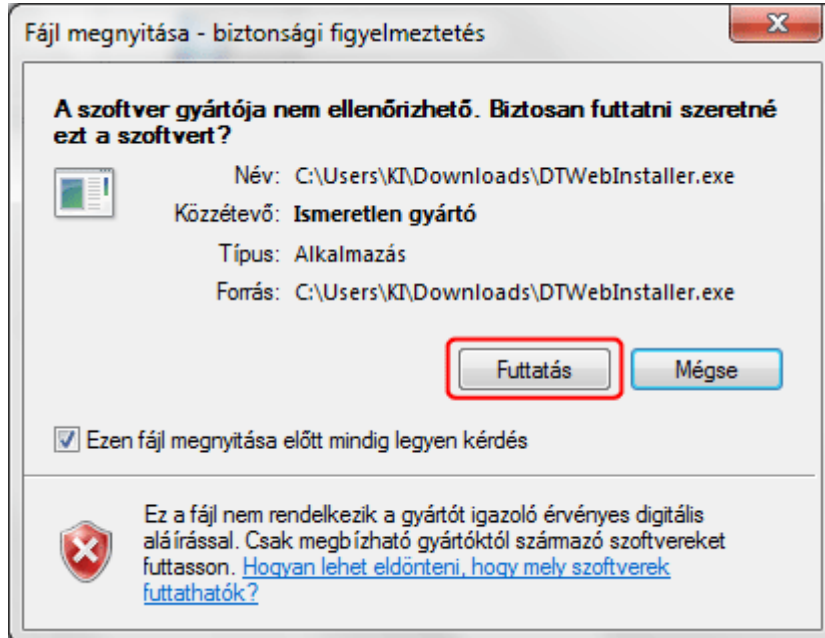 Fájl megnyitása - biztonsági figyelmeztetés
A szoftver gyártója nem ellenőrizhető. Biztosan futtatni szeretné
ezt a szoftvert?
Név: C:\Users\KI\Downloads\DTWebInstaller.exe
Közzétevő: Ismeretlen gyártó
Típus: Alkalmazás
Forrás: C:\Users\KI\Downloads\DTWebInstaller.exe
Futtatás Mégse
Ezen fájl megnyitása előtt mindig legyen kérdés
Ez a fájl nem rendelkezik a gyártót igazoló érvényes digitális
aláírással. Csak megbízható gyártóktól származó szoftvereket
futtasson. Hogyan lehet eldönteni, hogy mely szoftverek
futtathatók?